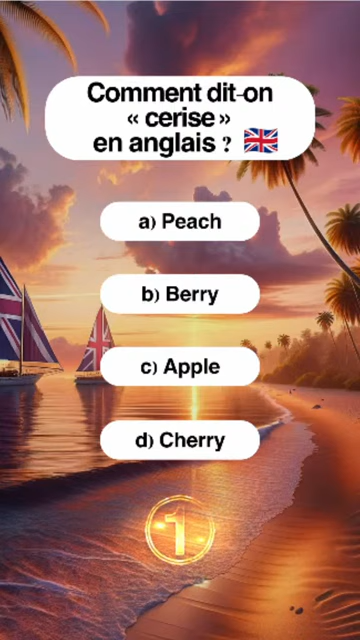 Comment dit-on
« cerise »
en anglais ? 🇬🇧
a) Peach
b) Berry
c) Apple
d) Cherry
1